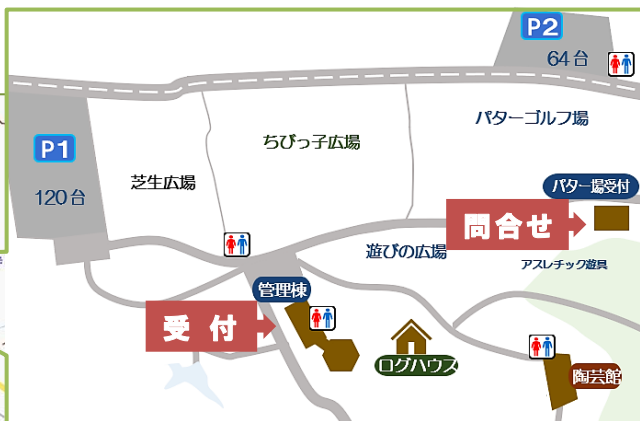 P2
64台
P1
120台
パターゴルフ場
ちびっ子広場
芝生広場
パター場受付
問合せ
遊びの広場
アスレチック遊具
管理棟
受付
ログハウス
陶芸館